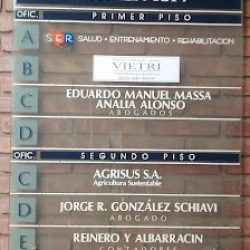 OFIC. PRIMER PISO
A SER SALUD · ENTRENAMIENTO · REHABILITACION
B VIETRI
C EDUARDO MANUEL MASSA
ANALIA ALONSO
ABOGADOS
D
OFIC. SEGUNDO PISO
C AGRISUS S.A.
Agricultura Sustentable
D JORGE R. GONZÁLEZ SCHIAVI
ABOGADO
E REINERO Y ALBARRACIN
CONTADORES